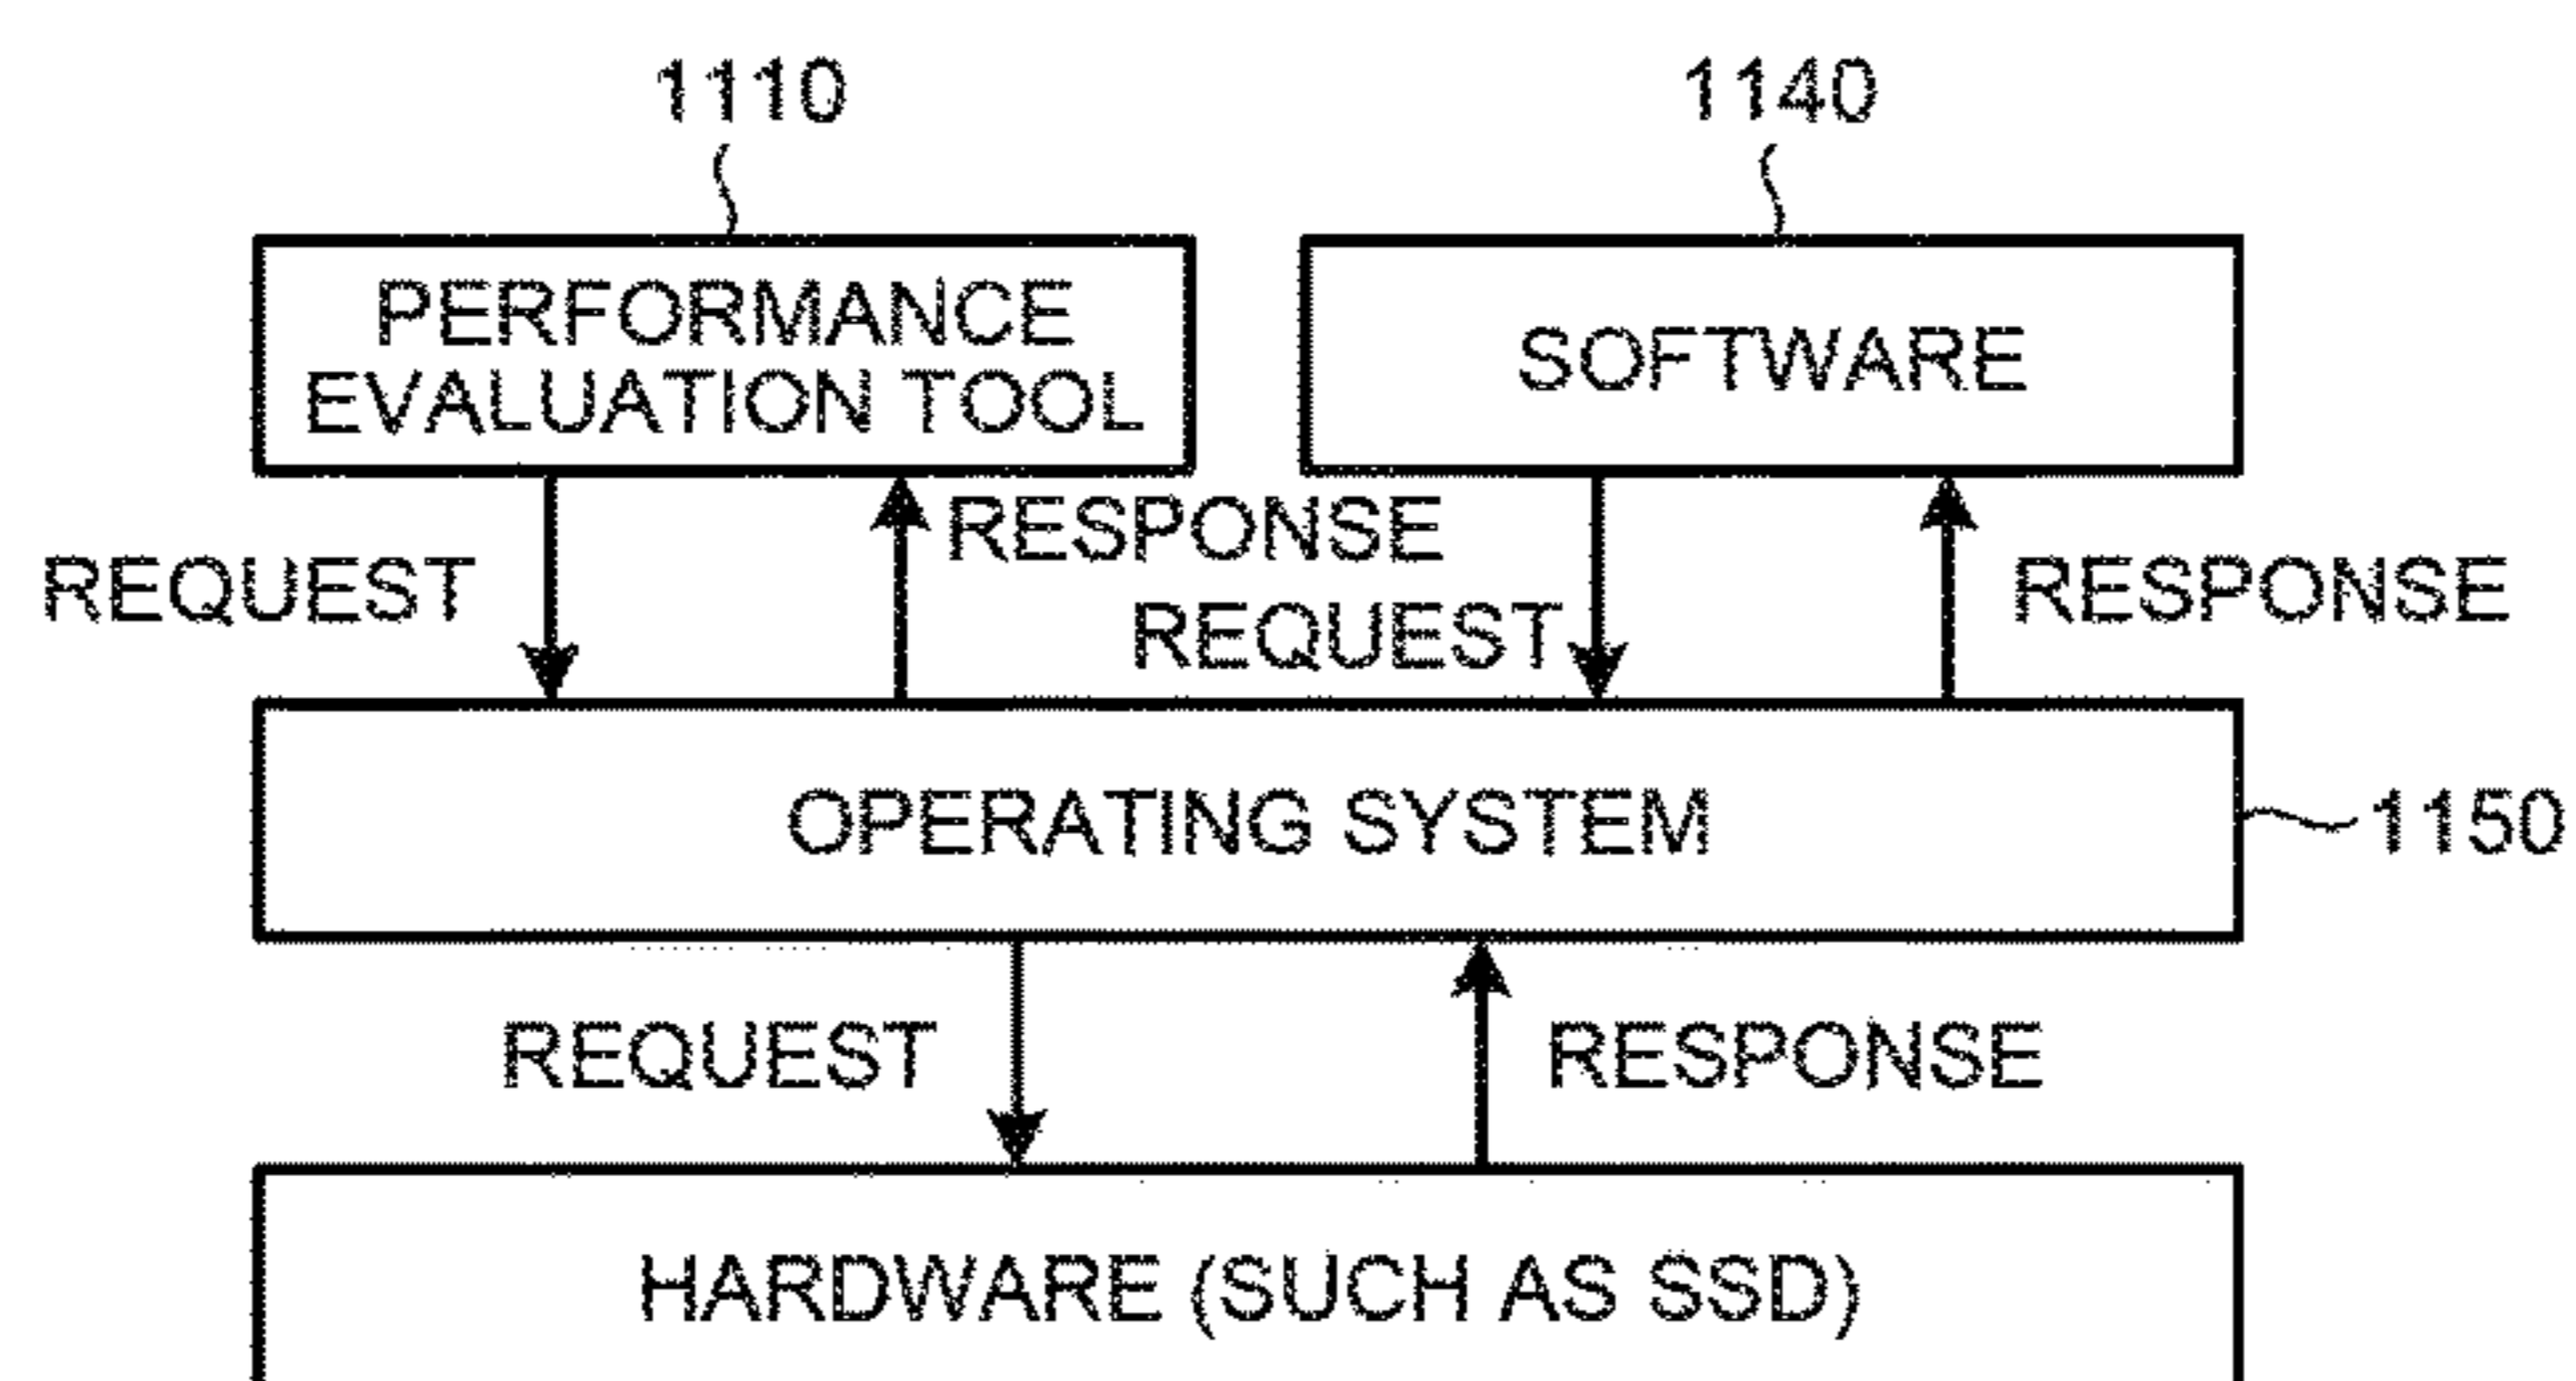 1110
1140
PERFORMANCE
EVALUATION TOOL
SOFTWARE
RESPONSE
REQUEST
RESPONSE
REQUEST
OPERATING SYSTEM
1150
REQUEST
RESPONSE
HARDWARE (SUCH AS SSD)